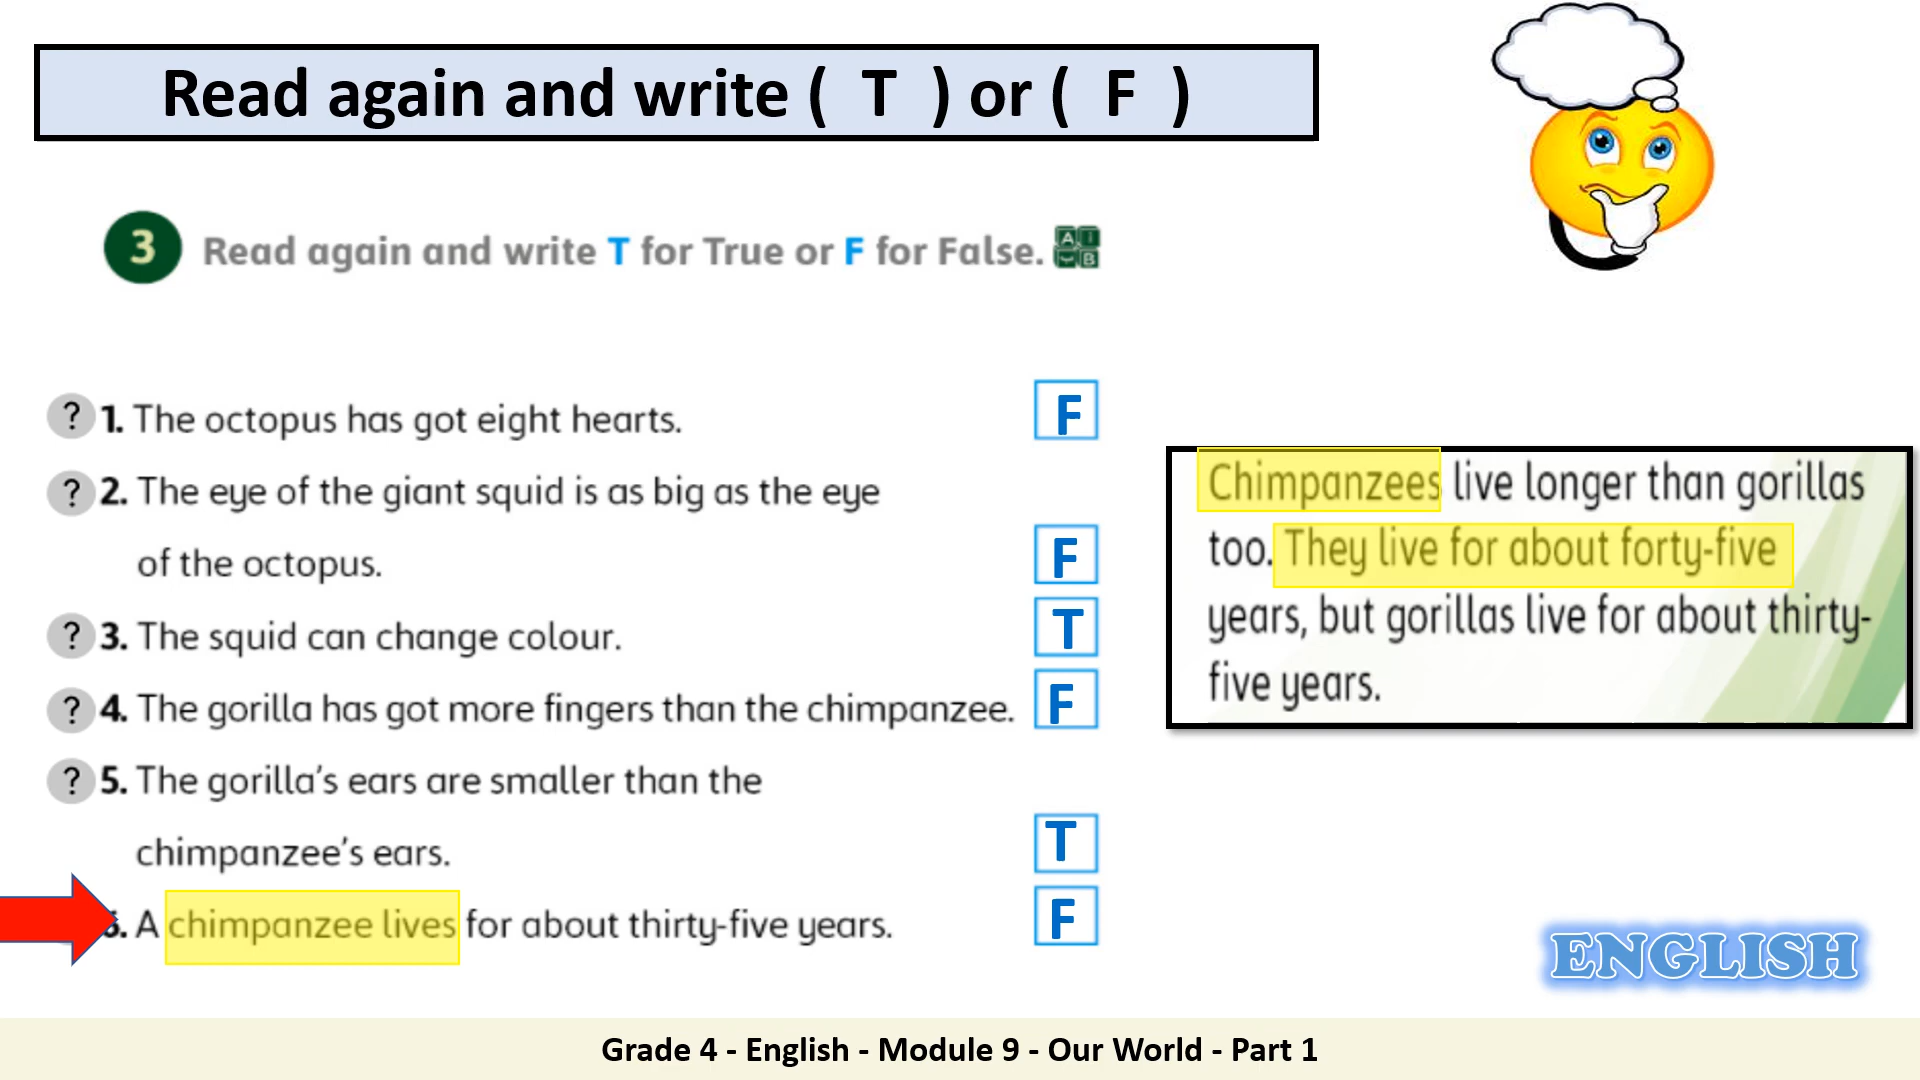 Read again and write ( T ) or ( F )
3 Read again and write T for True or F for False.
? 1. The octopus has got eight hearts. F
? 2. The eye of the giant squid is as big as the eye
of the octopus. F
? 3. The squid can change colour. T
? 4. The gorilla has got more fingers than the chimpanzee. F
? 5. The gorilla's ears are smaller than the
chimpanzee's ears. T
6. A chimpanzee lives for about thirty-five years. F
Chimpanzees live longer than gorillas
too. They live for about forty-five
years, but gorillas live for about thirty-
five years.
ENGLISH
Grade 4 - English - Module 9 - Our World - Part 1